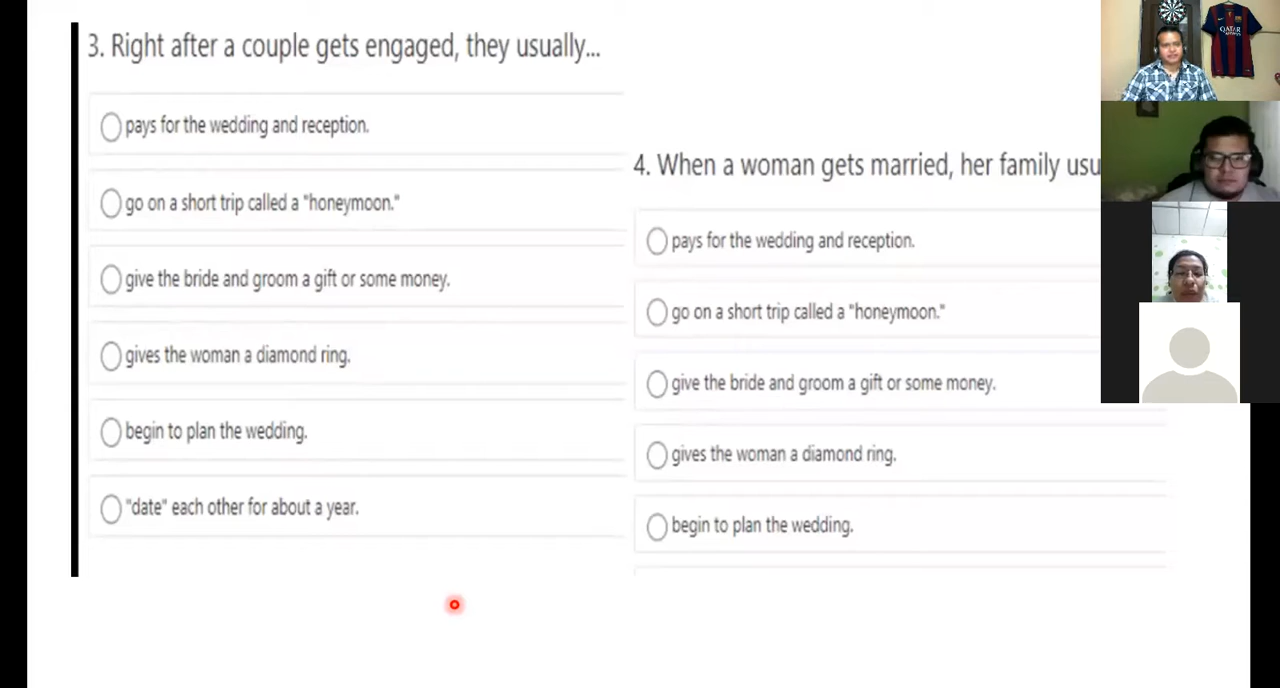 3. Right after a couple gets engaged, they usually...
pays for the wedding and reception.
go on a short trip called a "honeymoon."
give the bride and groom a gift or some money.
gives the woman a diamond ring.
begin to plan the wedding.
"date" each other for about a year.
4. When a woman gets married, her family usu
pays for the wedding and reception.
go on a short trip called a "honeymoon."
give the bride and groom a gift or some money.
gives the woman a diamond ring.
begin to plan the wedding.
QATAR